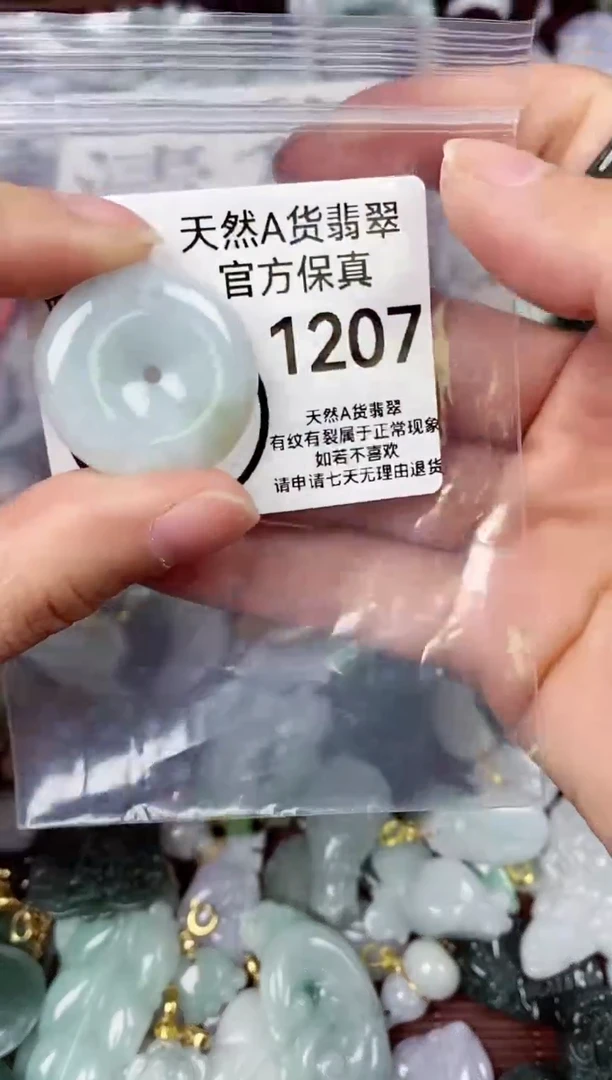 天然A货翡翠
官方保真
1207
天然A货翡翠
有纹有裂属于正常现象
如若不喜欢
请申请七天无理由退货